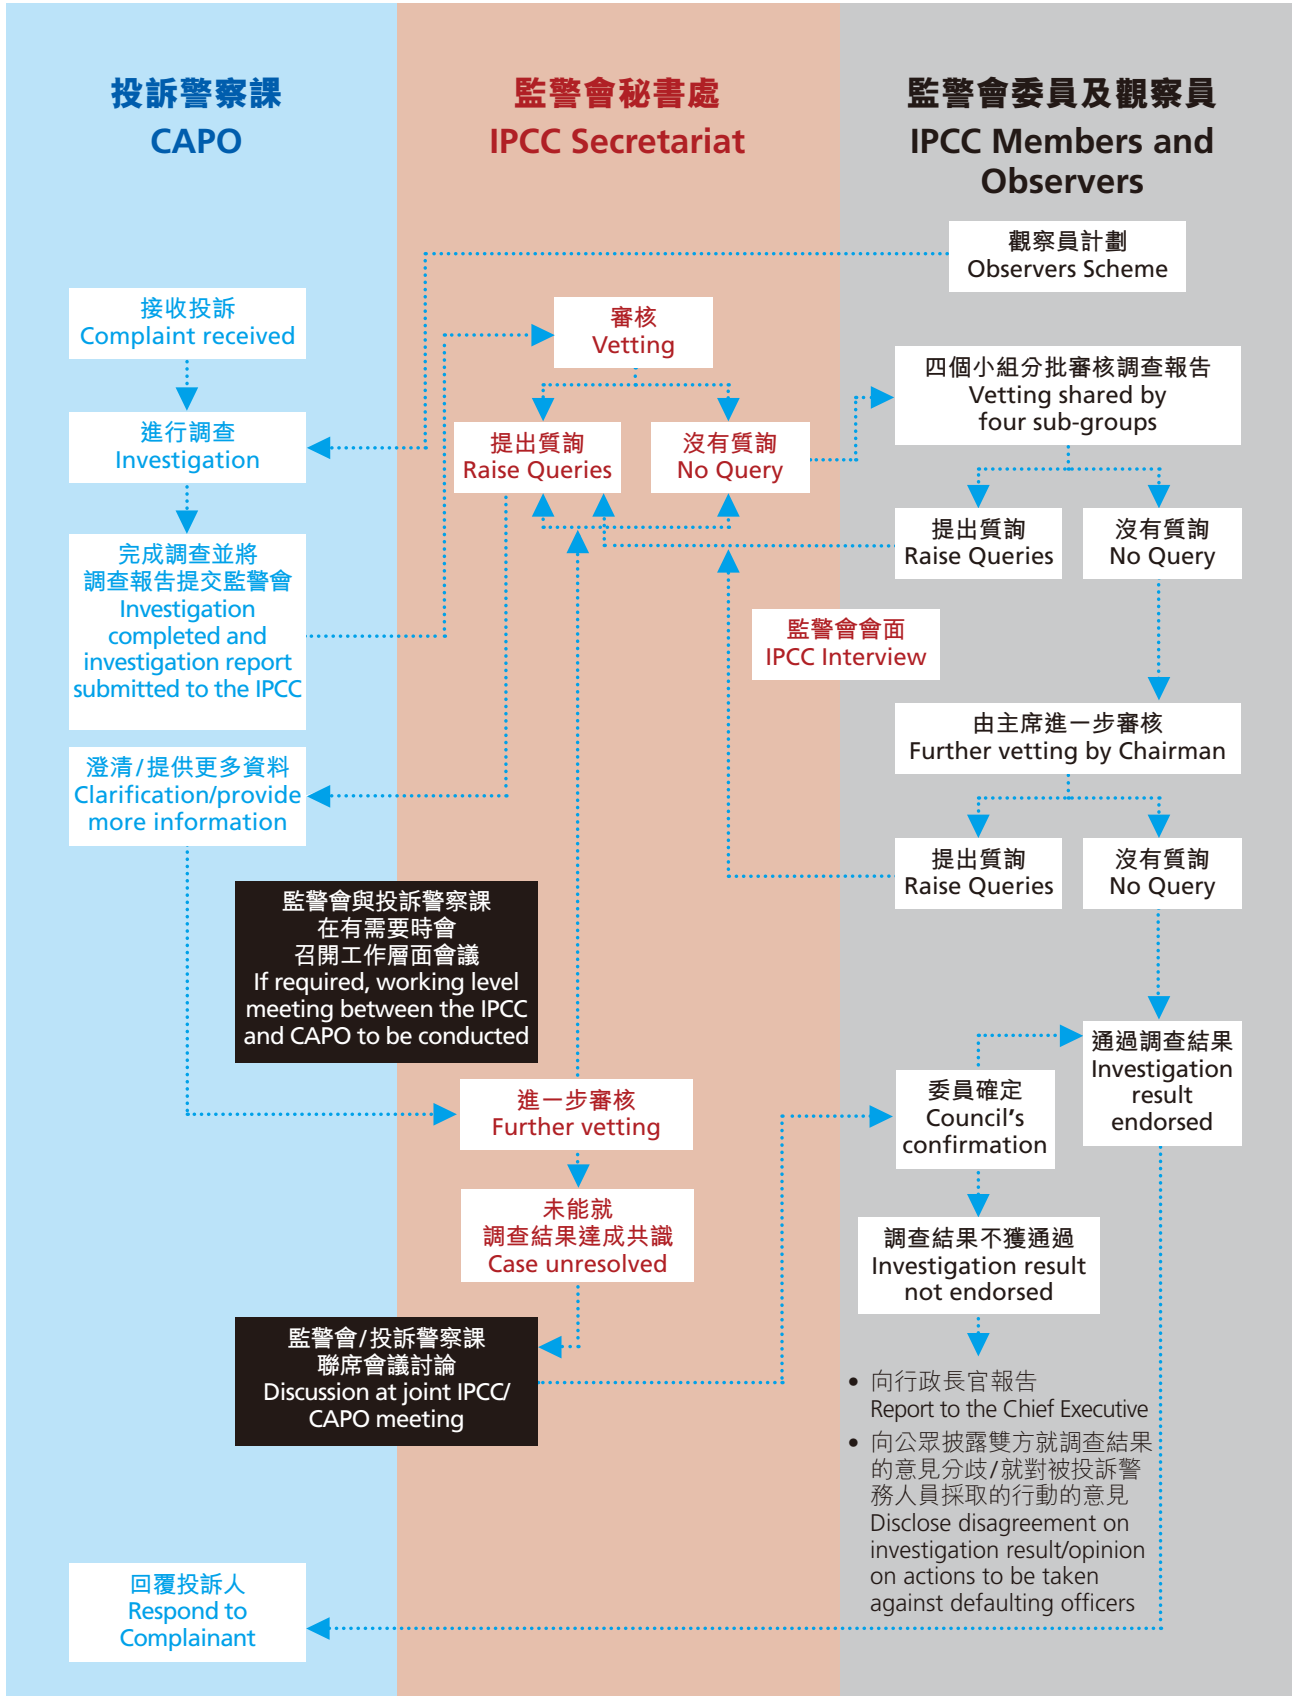 投訴警察課
CAPO
監警會秘書處
IPCC Secretariat
監警會委員及觀察員
IPCC Members and
Observers
觀察員計劃
Observers Scheme
接收投訴
Complaint received
審核
Vetting
四個小組分批審核調查報告
Vetting shared by
four sub-groups
進行調查
Investigation
提出質詢
Raise Queries
沒有質詢
No Query
提出質詢
Raise Queries
沒有質詢
No Query
完成調查並將
調查報告提交監警會
Investigation
completed and
investigation report
submitted to the IPCC
監警會會面
IPCC Interview
由主席進一步審核
Further vetting by Chairman
澄清/提供更多資料
Clarification/provide
more information
提出質詢
Raise Queries
沒有質詢
No Query
監警會與投訴警察課
在有需要時會
召開工作層面會議
If required, working level
meeting between the IPCC
and CAPO to be conducted
通過調查結果
Investigation
result
endorsed
委員確定
Council's
confirmation
進一步審核
Further vetting
未能就
調查結果達成共識
Case unresolved
調查結果不獲通過
Investigation result
not endorsed
監警會/投訴警察課
聯席會議討論
Discussion at joint IPCC/
CAPO meeting
• 向行政長官報告
Report to the Chief Executive
• 向公眾披露雙方就調查結果
的意見分歧/就對被投訴警
務人員採取的行動的意見
Disclose disagreement on
investigation result/opinion
on actions to be taken
against defaulting officers
回覆投訴人
Respond to
Complainant